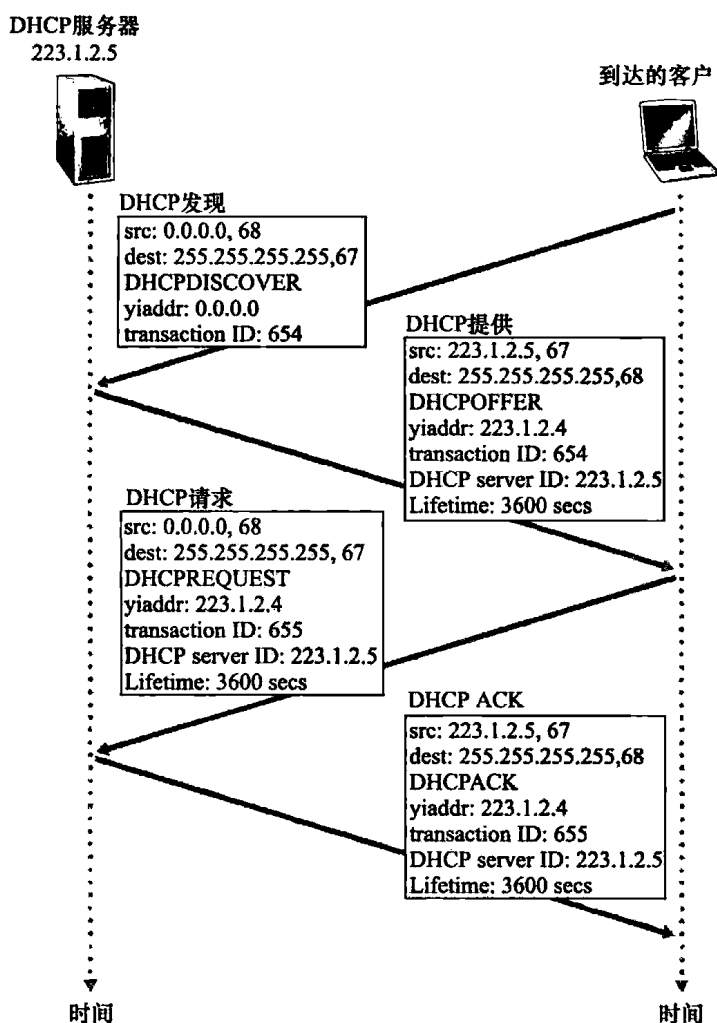 DHCP服务器
223.1.2.5
到达的客户
DHCP发现
src: 0.0.0.0, 68
dest: 255.255.255.255,67
DHCPDISCOVER
yiaddr: 0.0.0.0
transaction ID: 654
DHCP提供
src: 223.1.2.5, 67
dest: 255.255.255.255,68
DHCPOFFER
yiaddr: 223.1.2.4
transaction ID: 654
DHCP server ID: 223.1.2.5
Lifetime: 3600 secs
DHCP请求
src: 0.0.0.0, 68
dest: 255.255.255.255, 67
DHCPREQUEST
yiaddr: 223.1.2.4
transaction ID: 655
DHCP server ID: 223.1.2.5
Lifetime: 3600 secs
DHCP ACK
src: 223.1.2.5, 67
dest: 255.255.255.255,68
DHCPACK
yiaddr: 223.1.2.4
transaction ID: 655
DHCP server ID: 223.1.2.5
Lifetime: 3600 secs
时间
时间